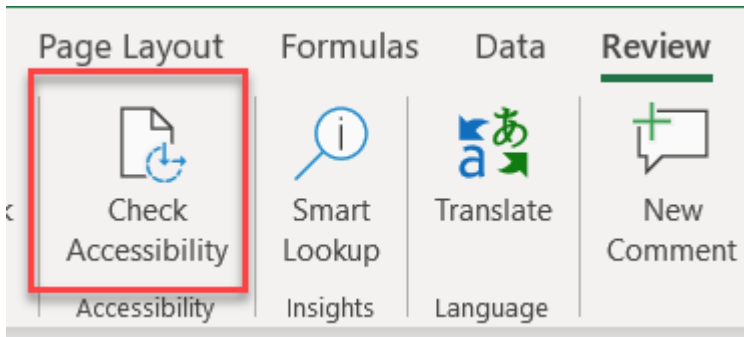 Page Layout Formulas Data Review
Check Accessibility
Smart Lookup
Translate
New Comment
Accessibility Insights Language